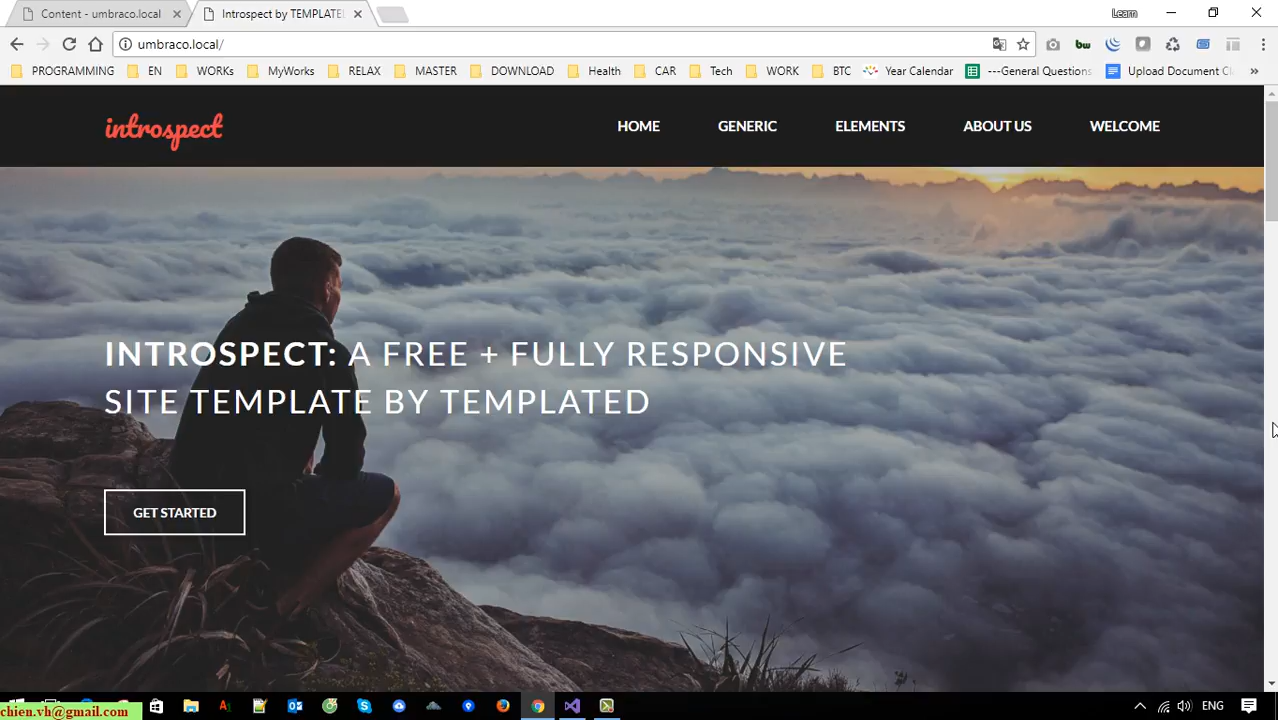 Content - umbraco.local
Introspect by TEMPLATE
Learn
umbraco.local/
PROGRAMMING EN WORKs MyWorks RELAX MASTER DOWNLOAD Health CAR Tech WORK BTC Year Calendar ---General Questions Upload Document Cl
introspect
HOME GENERIC ELEMENTS ABOUT US WELCOME
INTROSPECT: A FREE + FULLY RESPONSIVE
SITE TEMPLATE BY TEMPLATED
GET STARTED
ENG
chien.vh@gmail.com